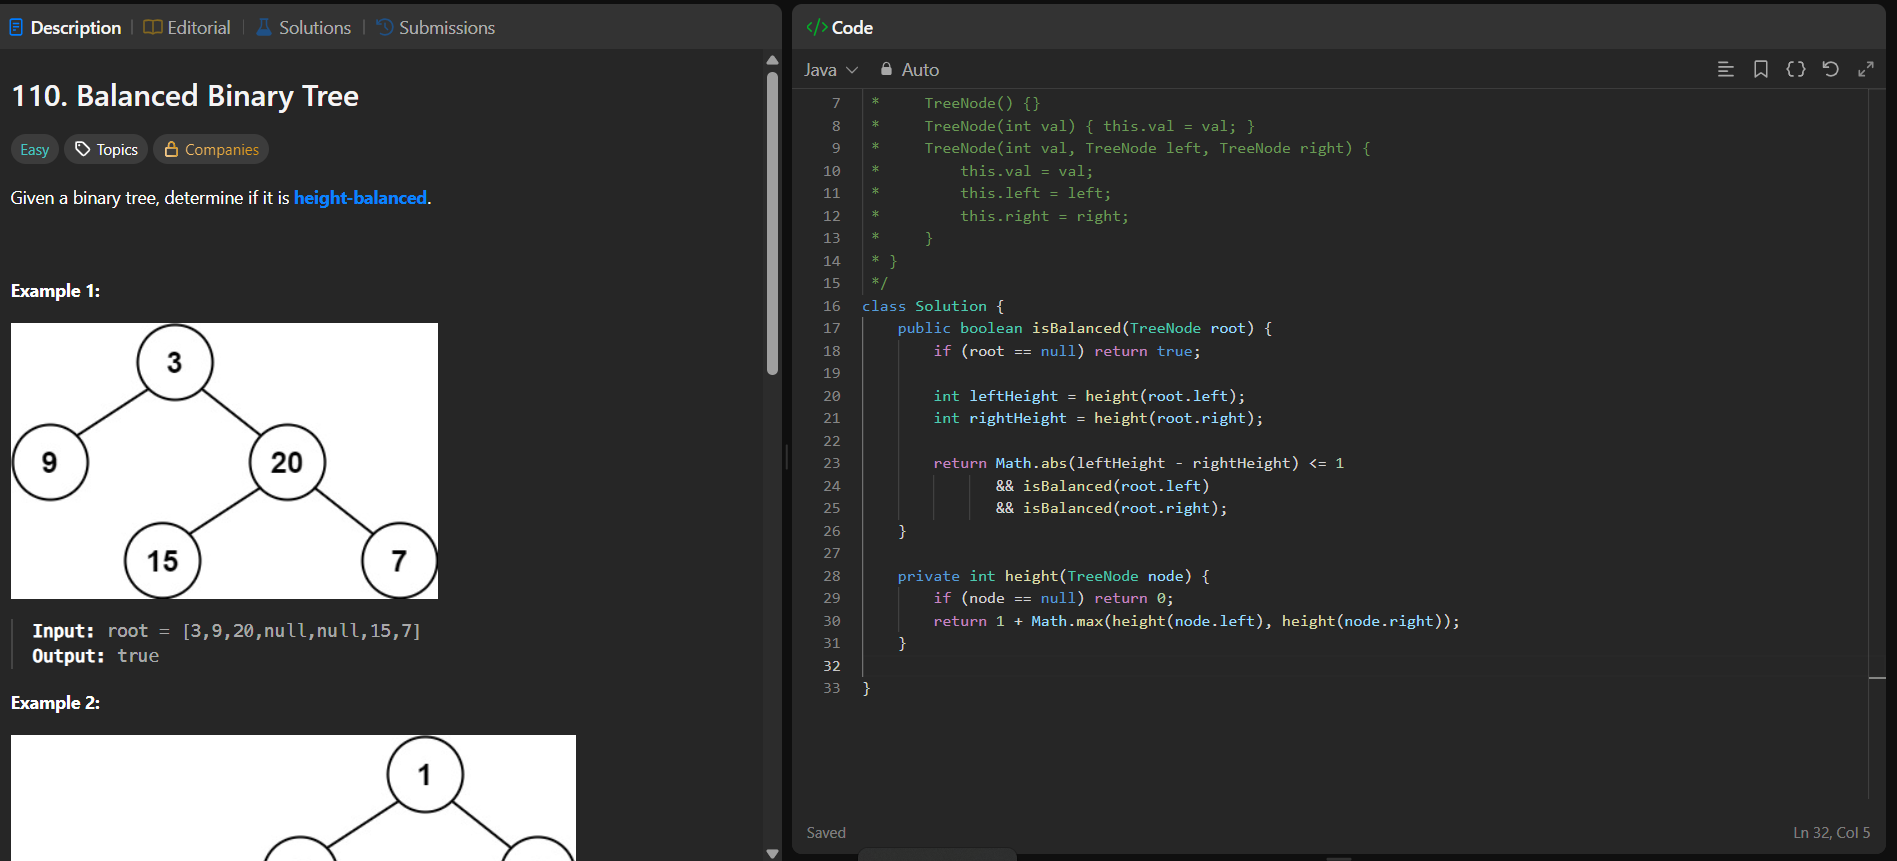 Description | Editorial | Solutions | Submissions
110. Balanced Binary Tree
Easy Topics Companies
Given a binary tree, determine if it is height-balanced.
Example 1:
3
9 20
15 7
Input: root = [3,9,20,null,null,15,7]
Output: true
Example 2:
1
</> Code
Java Auto
7 *     TreeNode() {}
8 *     TreeNode(int val) { this.val = val; }
9 *     TreeNode(int val, TreeNode left, TreeNode right) {
10 *         this.val = val;
11 *         this.left = left;
12 *         this.right = right;
13 *     }
14 * }
15 */
16 class Solution {
17     public boolean isBalanced(TreeNode root) {
18         if (root == null) return true;
19
20         int leftHeight = height(root.left);
21         int rightHeight = height(root.right);
22
23         return Math.abs(leftHeight - rightHeight) <= 1
24                && isBalanced(root.left)
25                && isBalanced(root.right);
26     }
27
28     private int height(TreeNode node) {
29         if (node == null) return 0;
30         return 1 + Math.max(height(node.left), height(node.right));
31     }
32
33 }
Saved Ln 32, Col 5